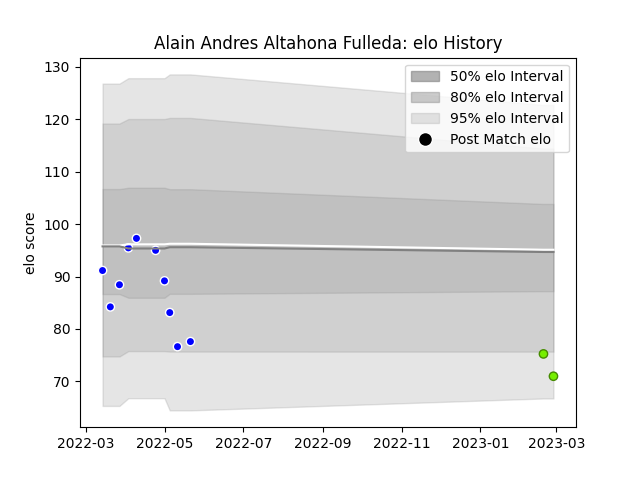 Alain Andres Altahona Fulleda: elo History
130
120
110
100
90
80
70
elo score
50% elo Interval
80% elo Interval
95% elo Interval
Post Match elo
2022-03
2022-05
2022-07
2022-09
2022-11
2023-01
2023-03